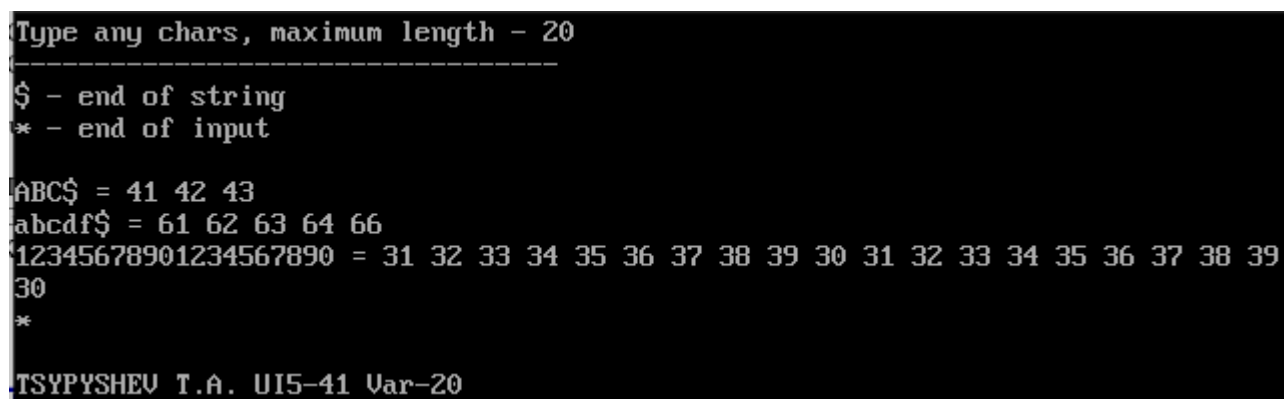 Type any chars, maximum length - 20
----------------------------------
$ - end of string
* - end of input
ABC$ = 41 42 43
abcdf$ = 61 62 63 64 66
12345678901234567890 = 31 32 33 34 35 36 37 38 39 30 31 32 33 34 35 36 37 38 39
30
*
TSYPYSHEV T.A. UI5-41 Var-20